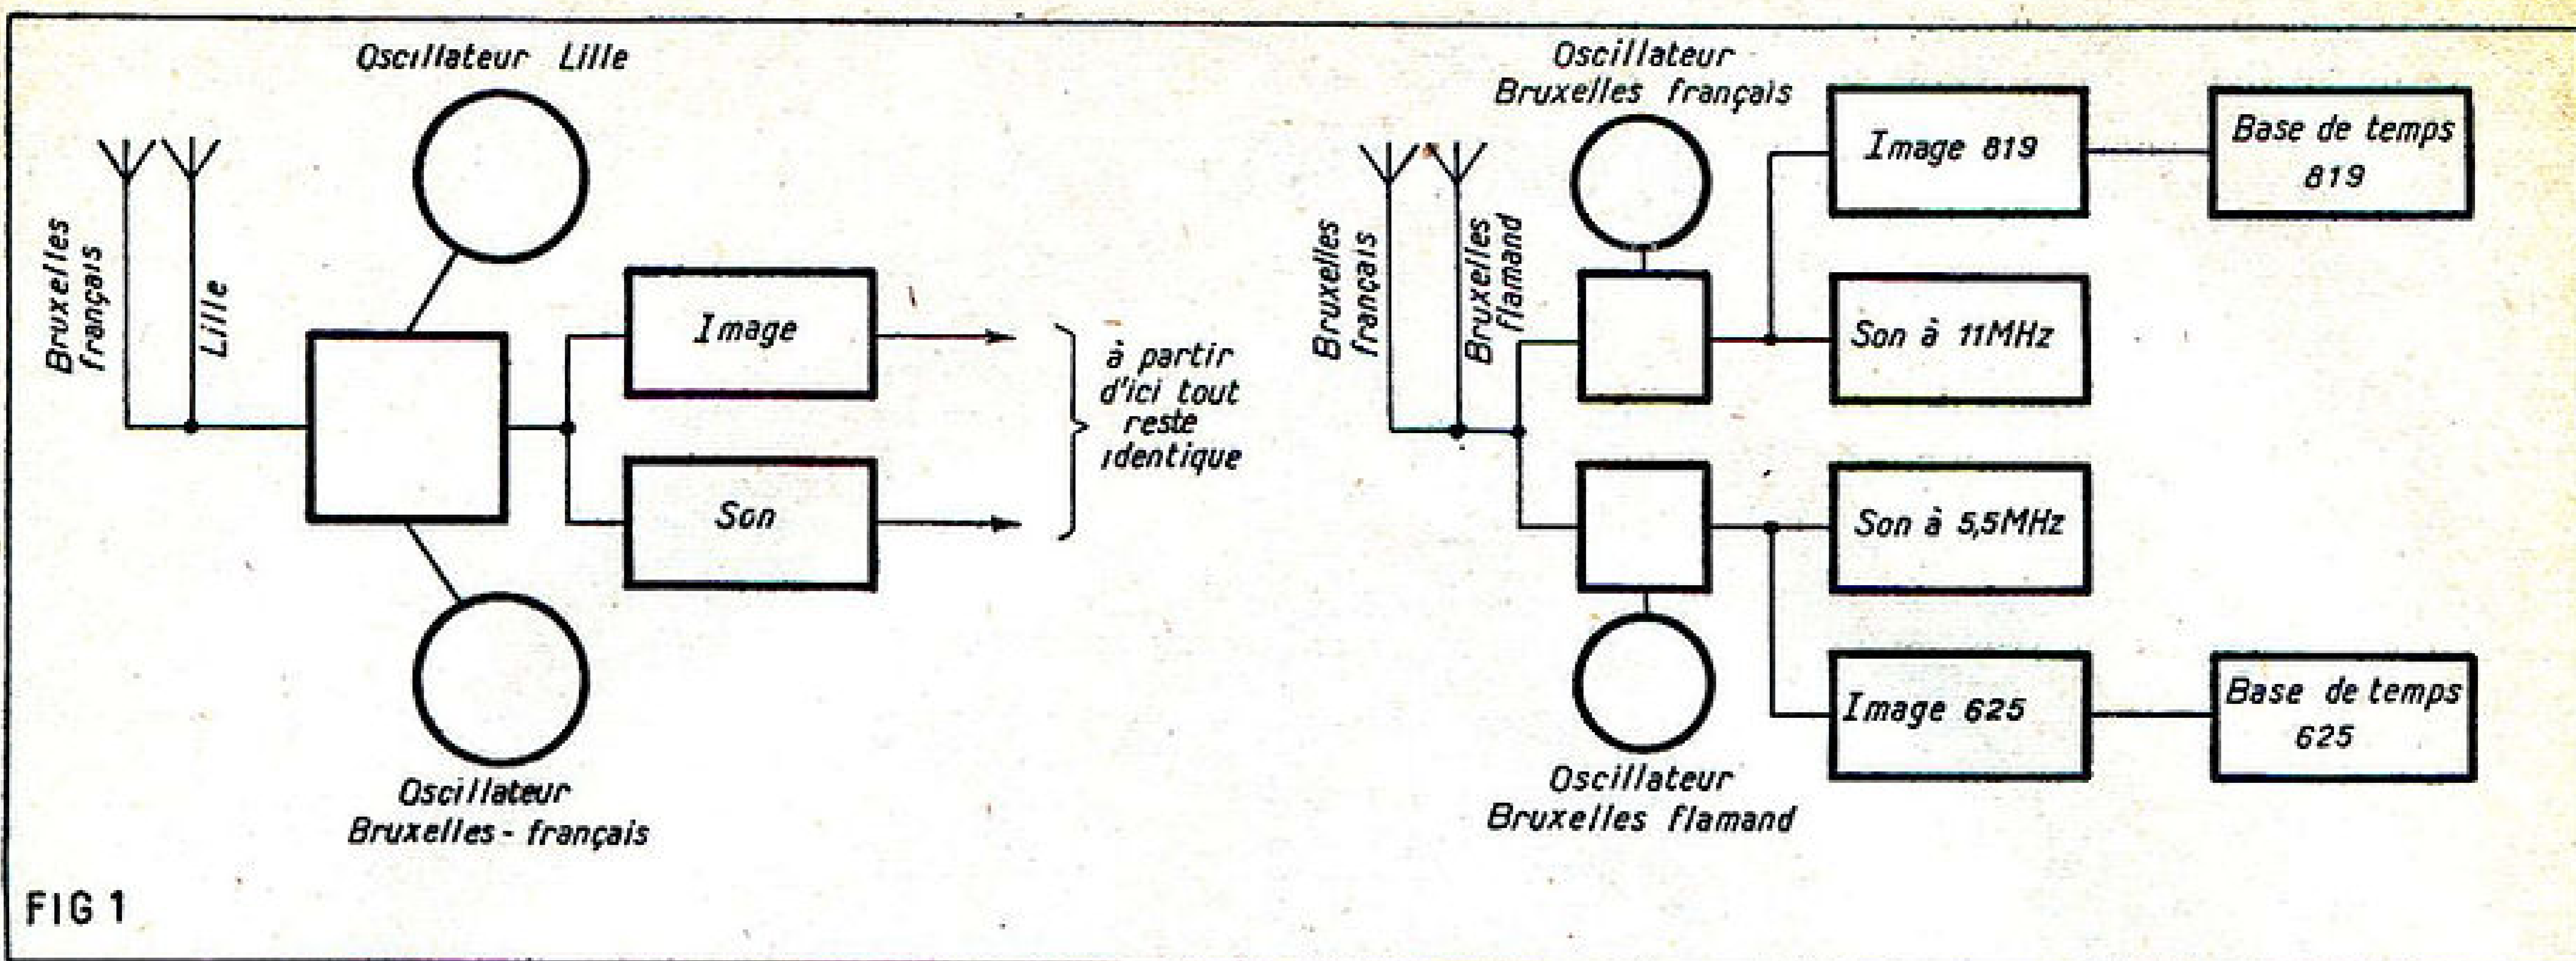 Oscillateur Lille
Bruxelles
français
Lille
Image
Son
à partir
d'ici tout
reste
identique
Oscillateur
Bruxelles - français
Oscillateur
Bruxelles français
Bruxelles
français
Bruxelles
flamand
Image 819
Base de temps
819
Son à 11MHz
Son à 5,5MHz
Image 625
Base de temps
625
Oscillateur
Bruxelles flamand
FIG 1